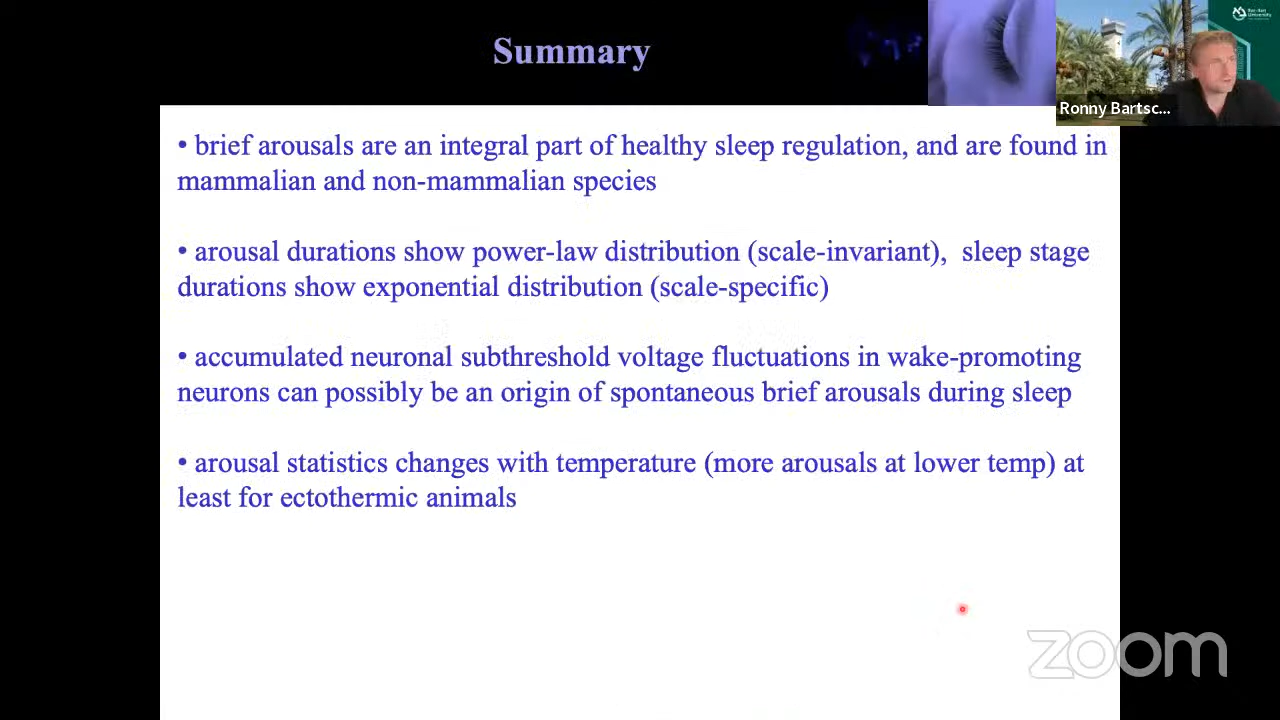 Summary
Bar-Ilan
University
Ronny Bartsc...
• brief arousals are an integral part of healthy sleep regulation, and are found in
mammalian and non-mammalian species
• arousal durations show power-law distribution (scale-invariant),  sleep stage
durations show exponential distribution (scale-specific)
• accumulated neuronal subthreshold voltage fluctuations in wake-promoting
neurons can possibly be an origin of spontaneous brief arousals during sleep
• arousal statistics changes with temperature (more arousals at lower temp) at
least for ectothermic animals
zoom